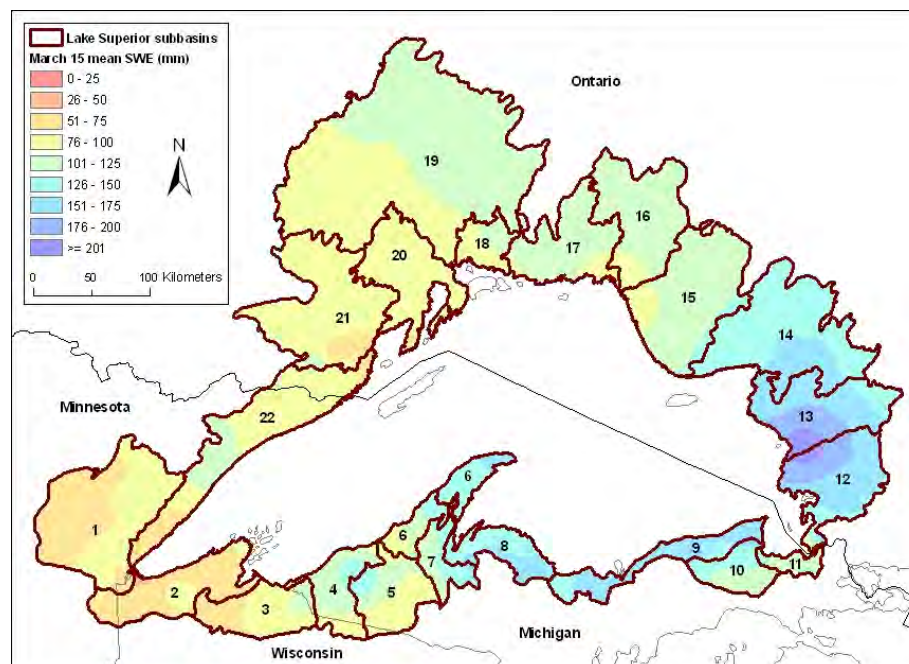 Lake Superior subbasins
March 15 mean SWE (mm)
0 - 25
26 - 50
51 - 75
76 - 100
101 - 125
126 - 150
151 - 175
176 - 200
>= 201
N
0 50 100 Kilometers
Ontario
19
16
18
17
20
15
21
14
Minnesota
22
13
12
6
1
6
7
8
9
10
11
4
5
2
3
Michigan
Wisconsin